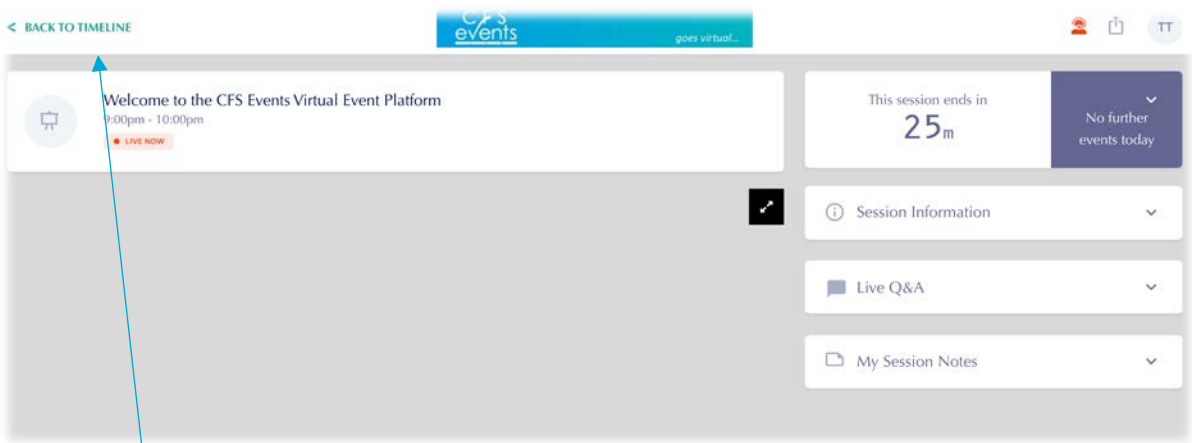 < BACK TO TIMELINE
CFS
events
goes virtual...
TT
Welcome to the CFS Events Virtual Event Platform
9:00pm - 10:00pm
LIVE NOW
This session ends in
25m
No further
events today
Session Information
Live Q&A
My Session Notes